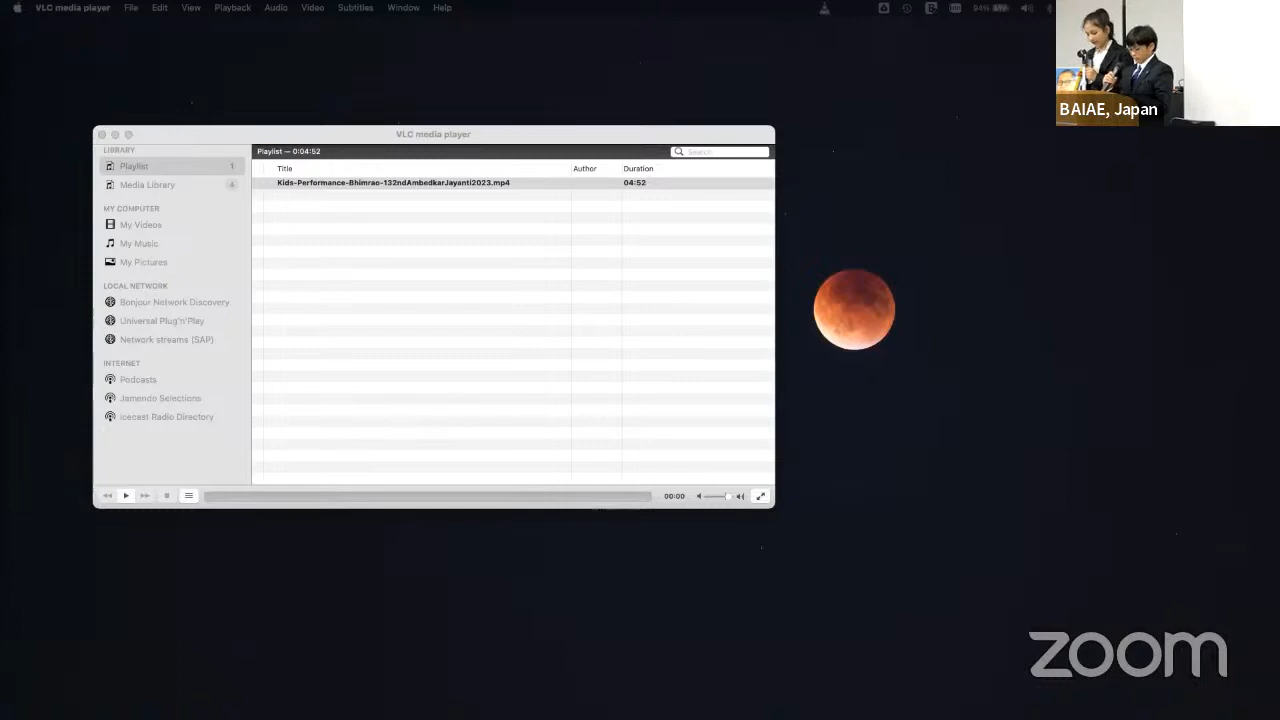 VLC media player File Edit View Playback Audio Video Subtitles Window Help
94%
BAIAE, Japan
VLC media player
LIBRARY
Playlist 1
Media Library 4
MY COMPUTER
My Videos
My Music
My Pictures
LOCAL NETWORK
Bonjour Network Discovery
Universal Plug'n'Play
Network streams (SAP)
INTERNET
Podcasts
Jamendo Selections
Icecast Radio Directory
Playlist — 0:04:52
Search
Title Author Duration
Kids-Performance-Bhimrao-132ndAmbedkarJayanti2023.mp4 04:52
00:00
zoom